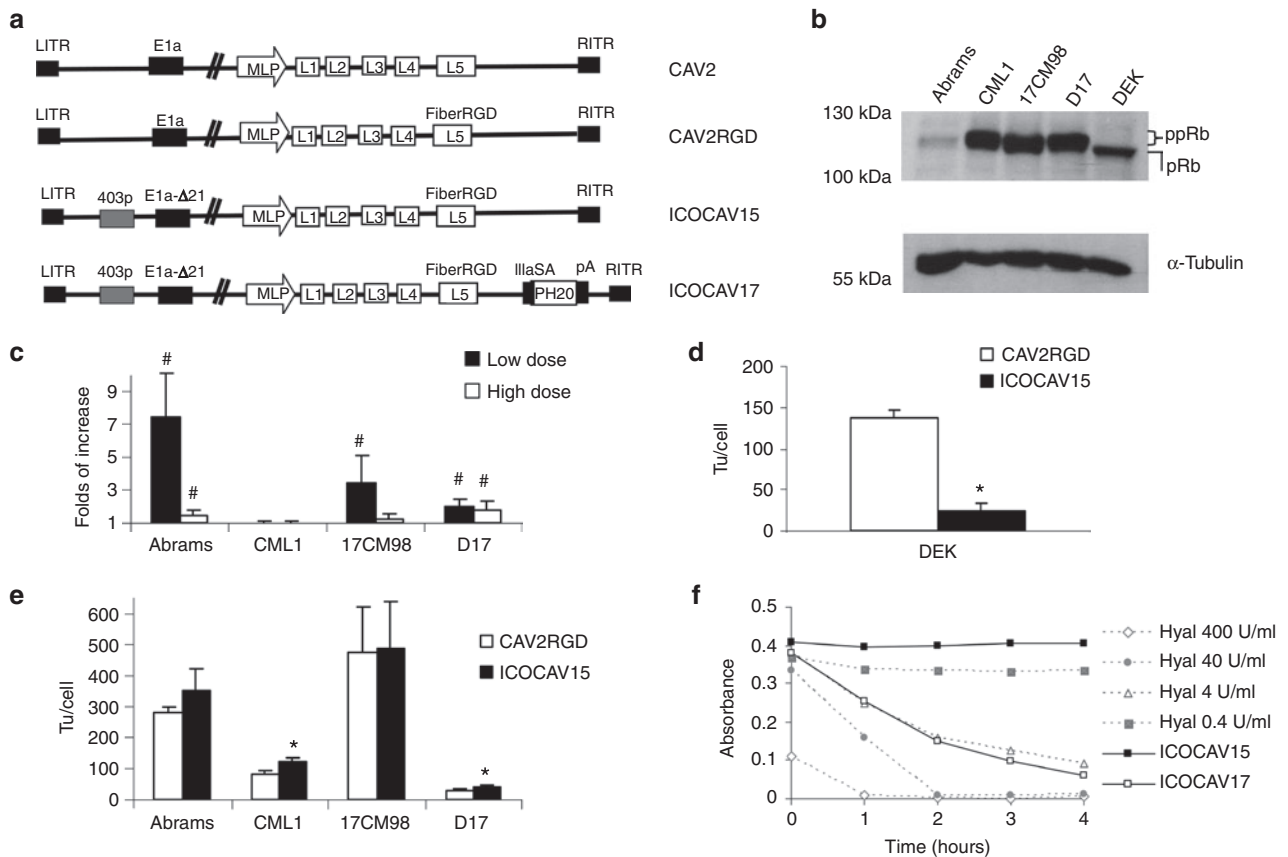 a
LITR E1a MLP L1 L2 L3 L4 L5 RITR CAV2
LITR E1a MLP L1 L2 L3 L4 FiberRGD L5 RITR CAV2RGD
LITR 403p E1a-Δ21 MLP L1 L2 L3 L4 FiberRGD L5 RITR ICOCAV15
LITR 403p E1a-Δ21 MLP L1 L2 L3 L4 FiberRGD L5 IIIaSA PH20 pA RITR ICOCAV17
b
Abrams CML1 17CM98 D17 DEK
130 kDa
ppRb
pRb
100 kDa
α-Tubulin
55 kDa
c
# Low dose
High dose
Folds of increase
9
7
5
3
1
# # # #
Abrams CML1 17CM98 D17
d
CAV2RGD
ICOCAV15
Tu/cell
200
150
100
50
0
*
DEK
e
CAV2RGD
ICOCAV15
Tu/cell
600
500
400
300
200
100
0
* *
Abrams CML1 17CM98 D17
f
Absorbance
0.5
0.4
0.3
0.2
0.1
0
0 1 2 3 4
Time (hours)
Hyal 400 U/ml
Hyal 40 U/ml
Hyal 4 U/ml
Hyal 0.4 U/ml
ICOCAV15
ICOCAV17